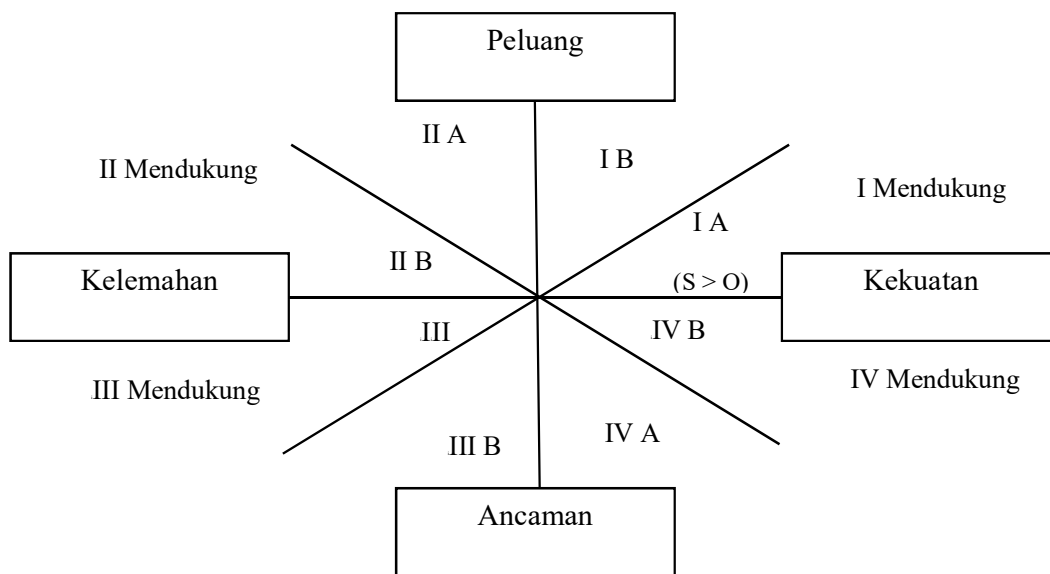 Peluang
II A
I B
II Mendukung
I Mendukung
I A
II B
Kelemahan
(S > O)
Kekuatan
III
IV B
III Mendukung
IV Mendukung
IV A
III B
Ancaman